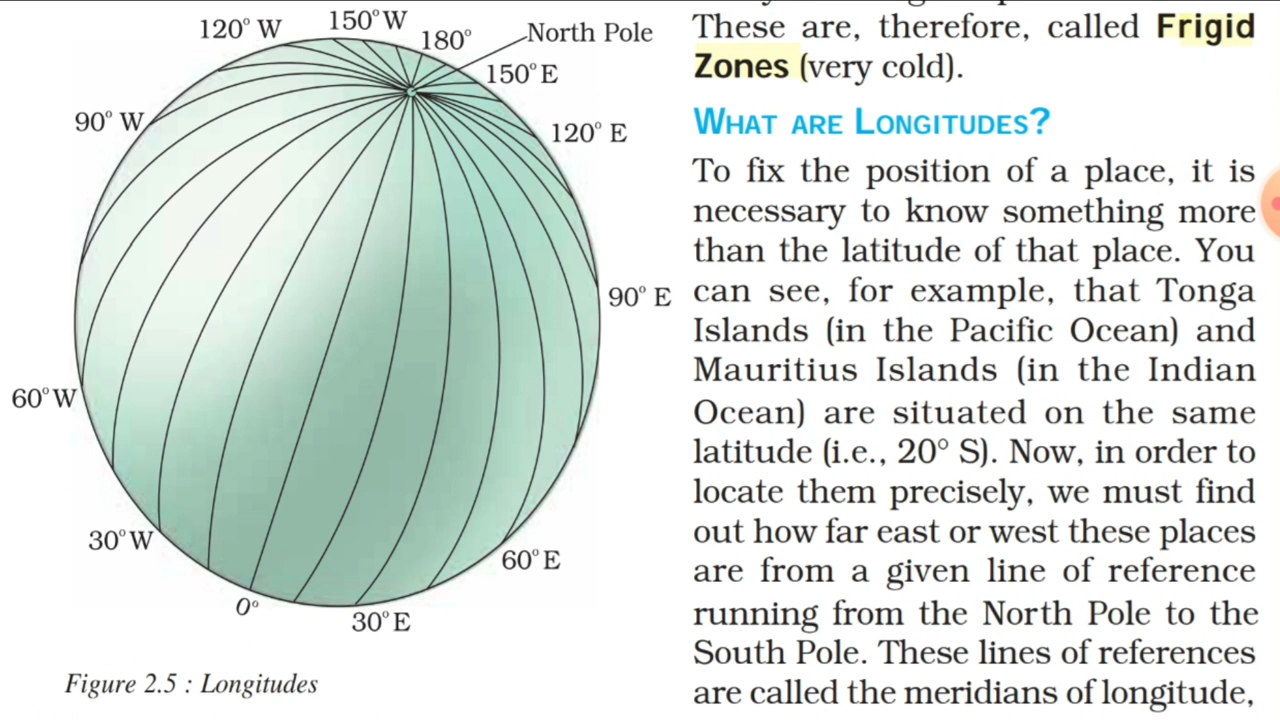 120° W
150° W
180°
North Pole
150° E
90° W
120° E
90° E
60° W
30° W
60° E
0°
30° E
Figure 2.5 : Longitudes
These are, therefore, called Frigid
Zones (very cold).
WHAT ARE LONGITUDES?
To fix the position of a place, it is
necessary to know something more
than the latitude of that place. You
can see, for example, that Tonga
Islands (in the Pacific Ocean) and
Mauritius Islands (in the Indian
Ocean) are situated on the same
latitude (i.e., 20° S). Now, in order to
locate them precisely, we must find
out how far east or west these places
are from a given line of reference
running from the North Pole to the
South Pole. These lines of references
are called the meridians of longitude,